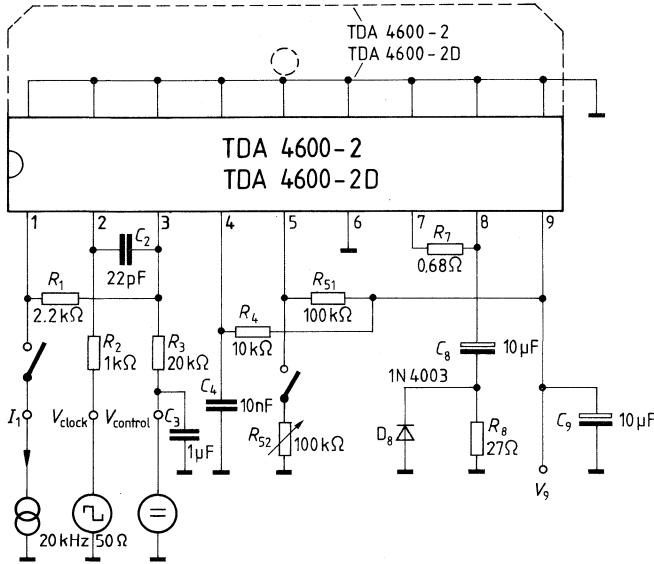 TDA 4600-2
TDA 4600-2D
TDA 4600-2
TDA 4600-2D
1 2 3 4 5 6 7 8 9
C2
22pF
R7
0,68Ω
R1
2.2kΩ
R51
100kΩ
R4
10kΩ
R2
1kΩ
R3
20kΩ
C8
10µF
1N4003
C4
10nF
I1
Vclock
Vcontrol
C3
1µF
R52
100kΩ
D8
R8
27Ω
C9
10µF
V9
20kHz 50Ω